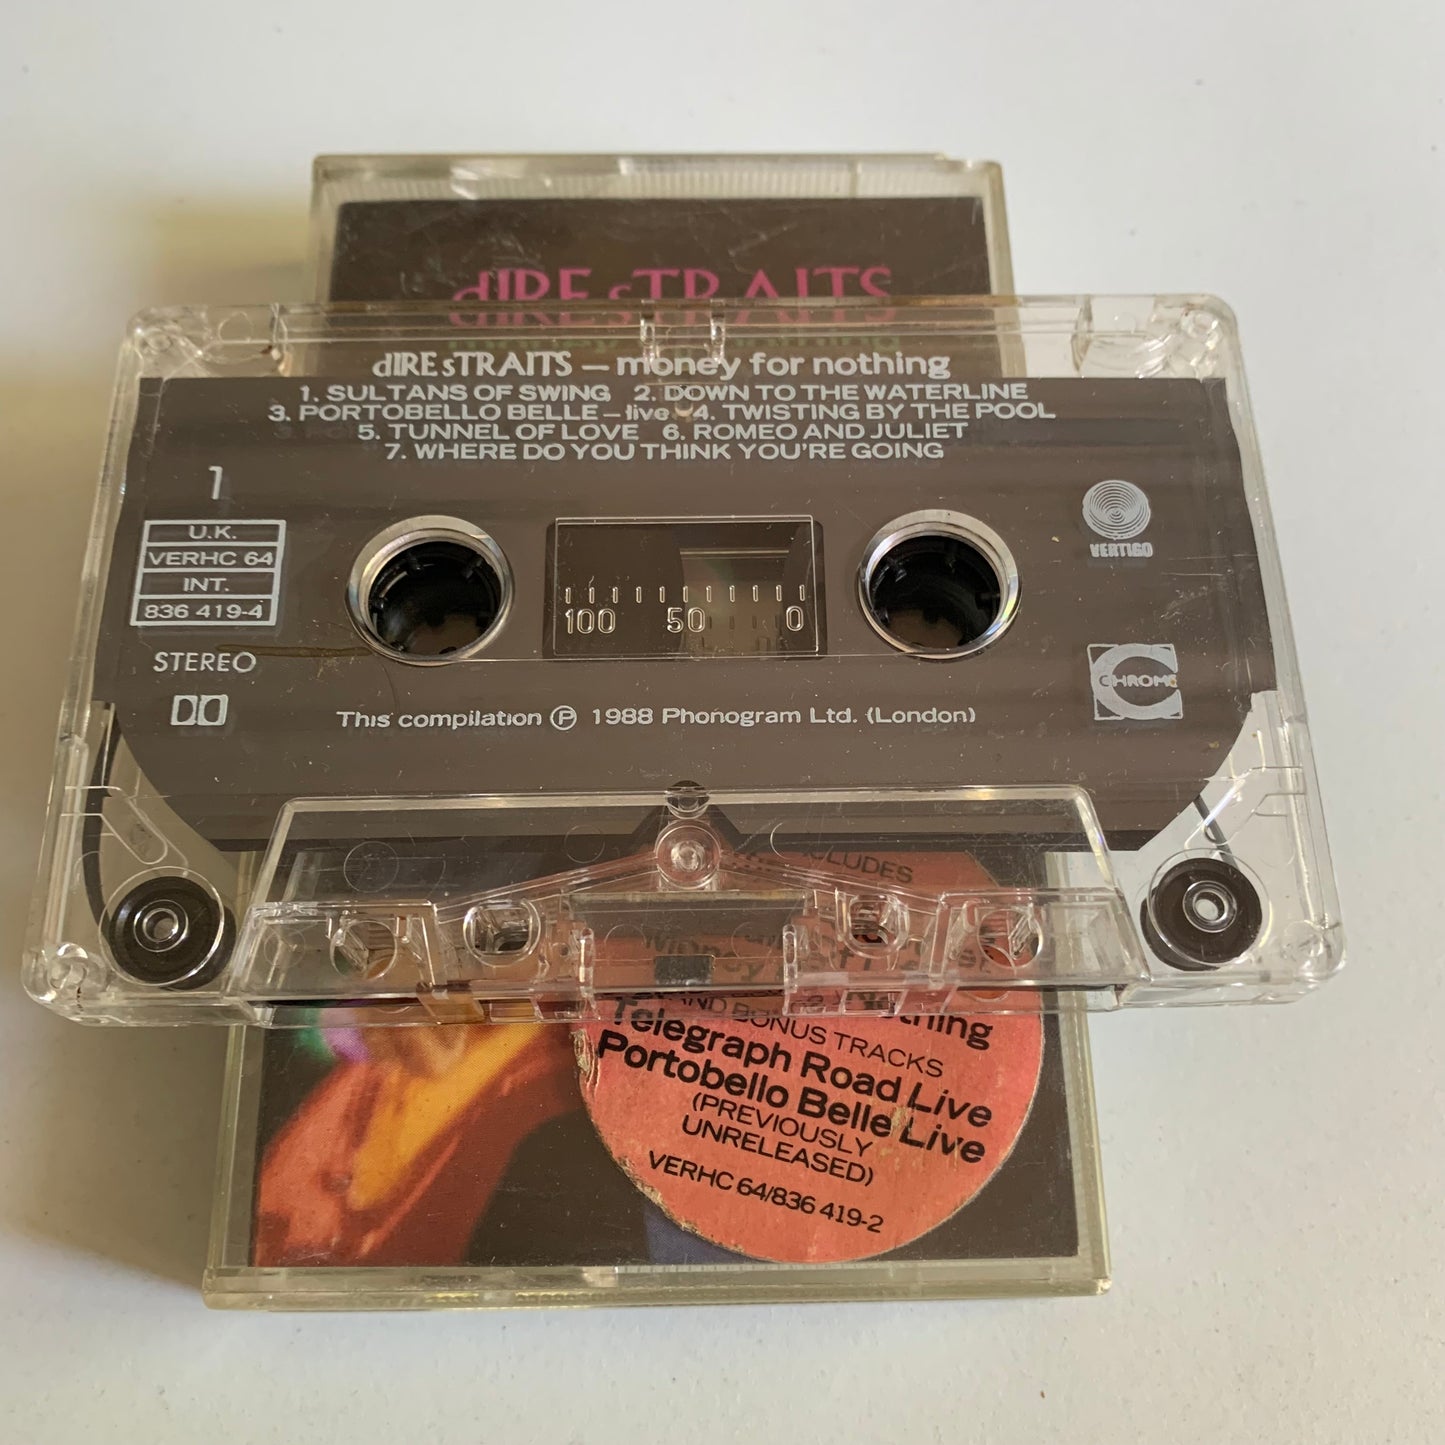 dIRE sTRAITS
dIRE sTRAITS – money for nothing
1. SULTANS OF SWING 2. DOWN TO THE WATERLINE
3. PORTOBELLO BELLE – live 4. TWISTING BY THE POOL
5. TUNNEL OF LOVE 6. ROMEO AND JULIET
7. WHERE DO YOU THINK YOU'RE GOING
1
U.K.
VERHC 64
INT.
836 419-4
STEREO
VERTIGO
CHROME
100 50 0
This compilation ℗ 1988 Phonogram Ltd. (London)
INCLUDES
Money
Nothing
AND BONUS TRACKS
Telegraph Road Live
Portobello Belle Live
(PREVIOUSLY
UNRELEASED)
VERHC 64/836 419-2